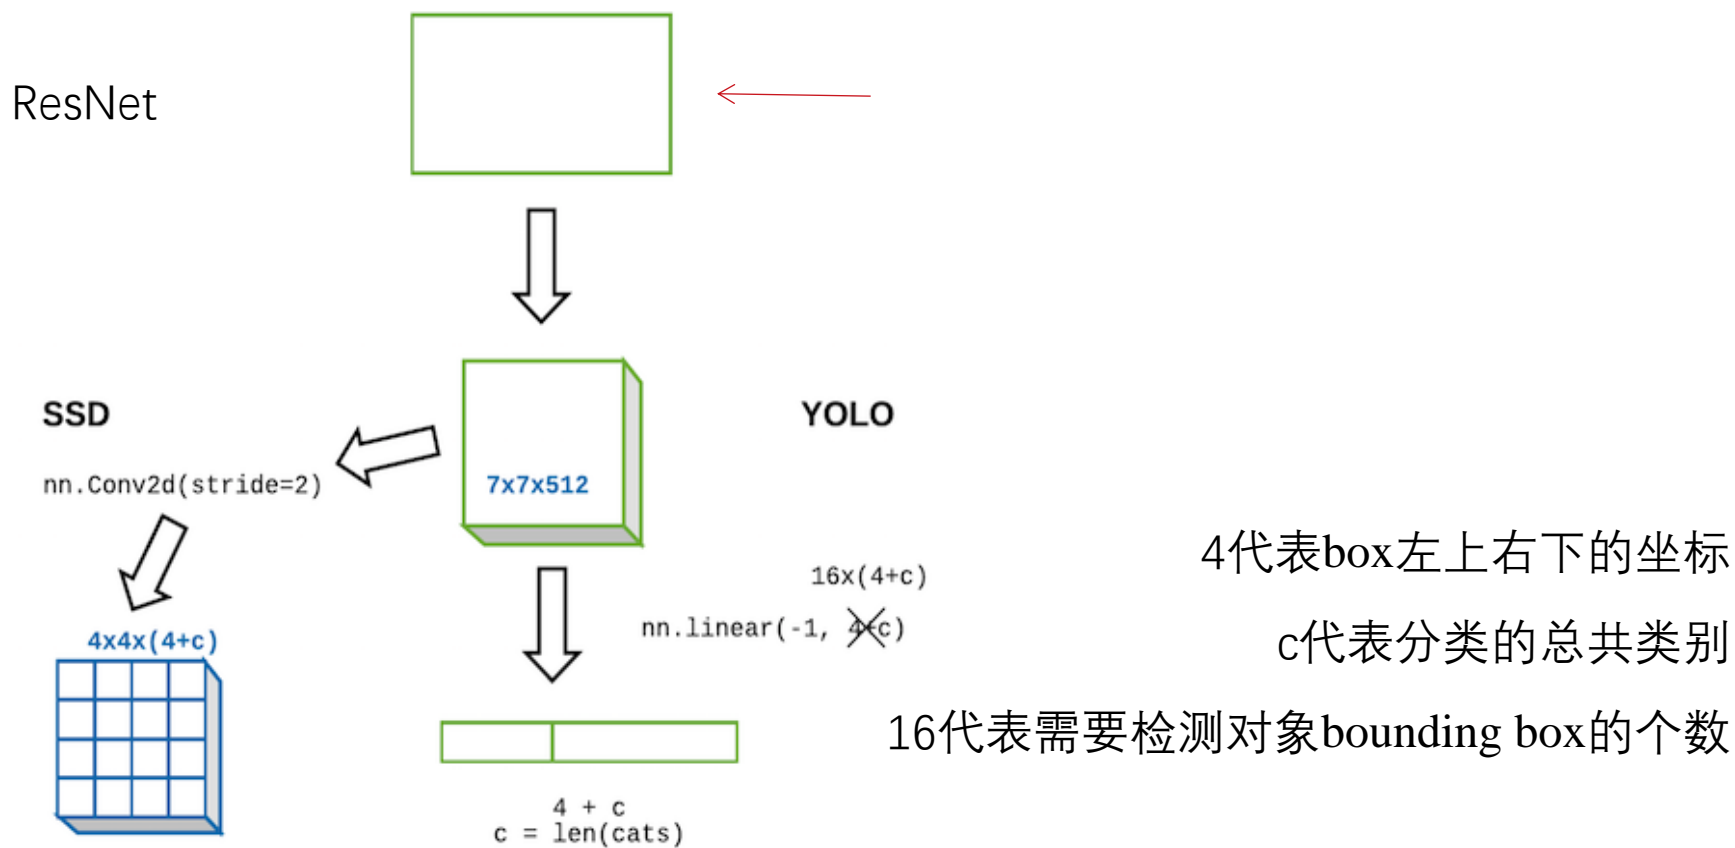 ResNet
SSD
YOLO
nn.Conv2d(stride=2)
7x7x512
4代表box左上右下的坐标
16x(4+c)
nn.linear(-1, 4+c)
c代表分类的总共类别
4x4x(4+c)
16代表需要检测对象bounding box的个数
4 + c
c = len(cats)